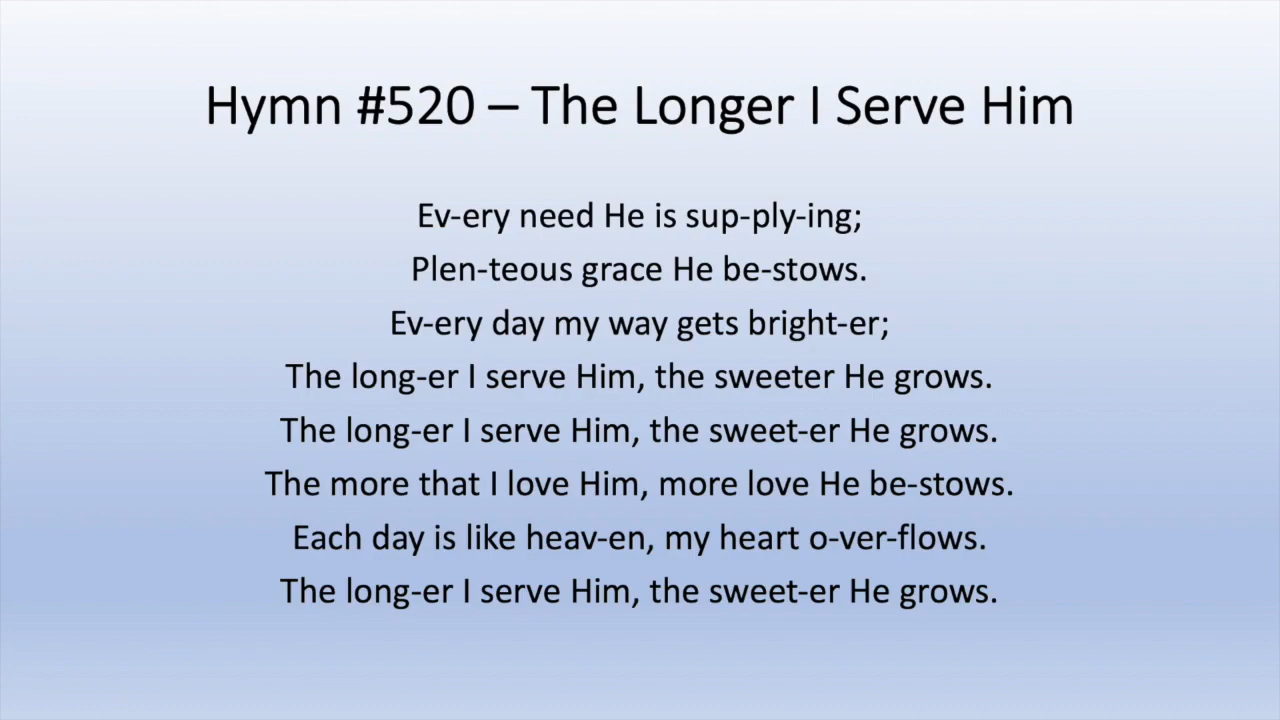 Hymn #520 – The Longer I Serve Him
Ev-ery need He is sup-ply-ing;
Plen-teous grace He be-stows.
Ev-ery day my way gets bright-er;
The long-er I serve Him, the sweeter He grows.
The long-er I serve Him, the sweet-er He grows.
The more that I love Him, more love He be-stows.
Each day is like heav-en, my heart o-ver-flows.
The long-er I serve Him, the sweet-er He grows.